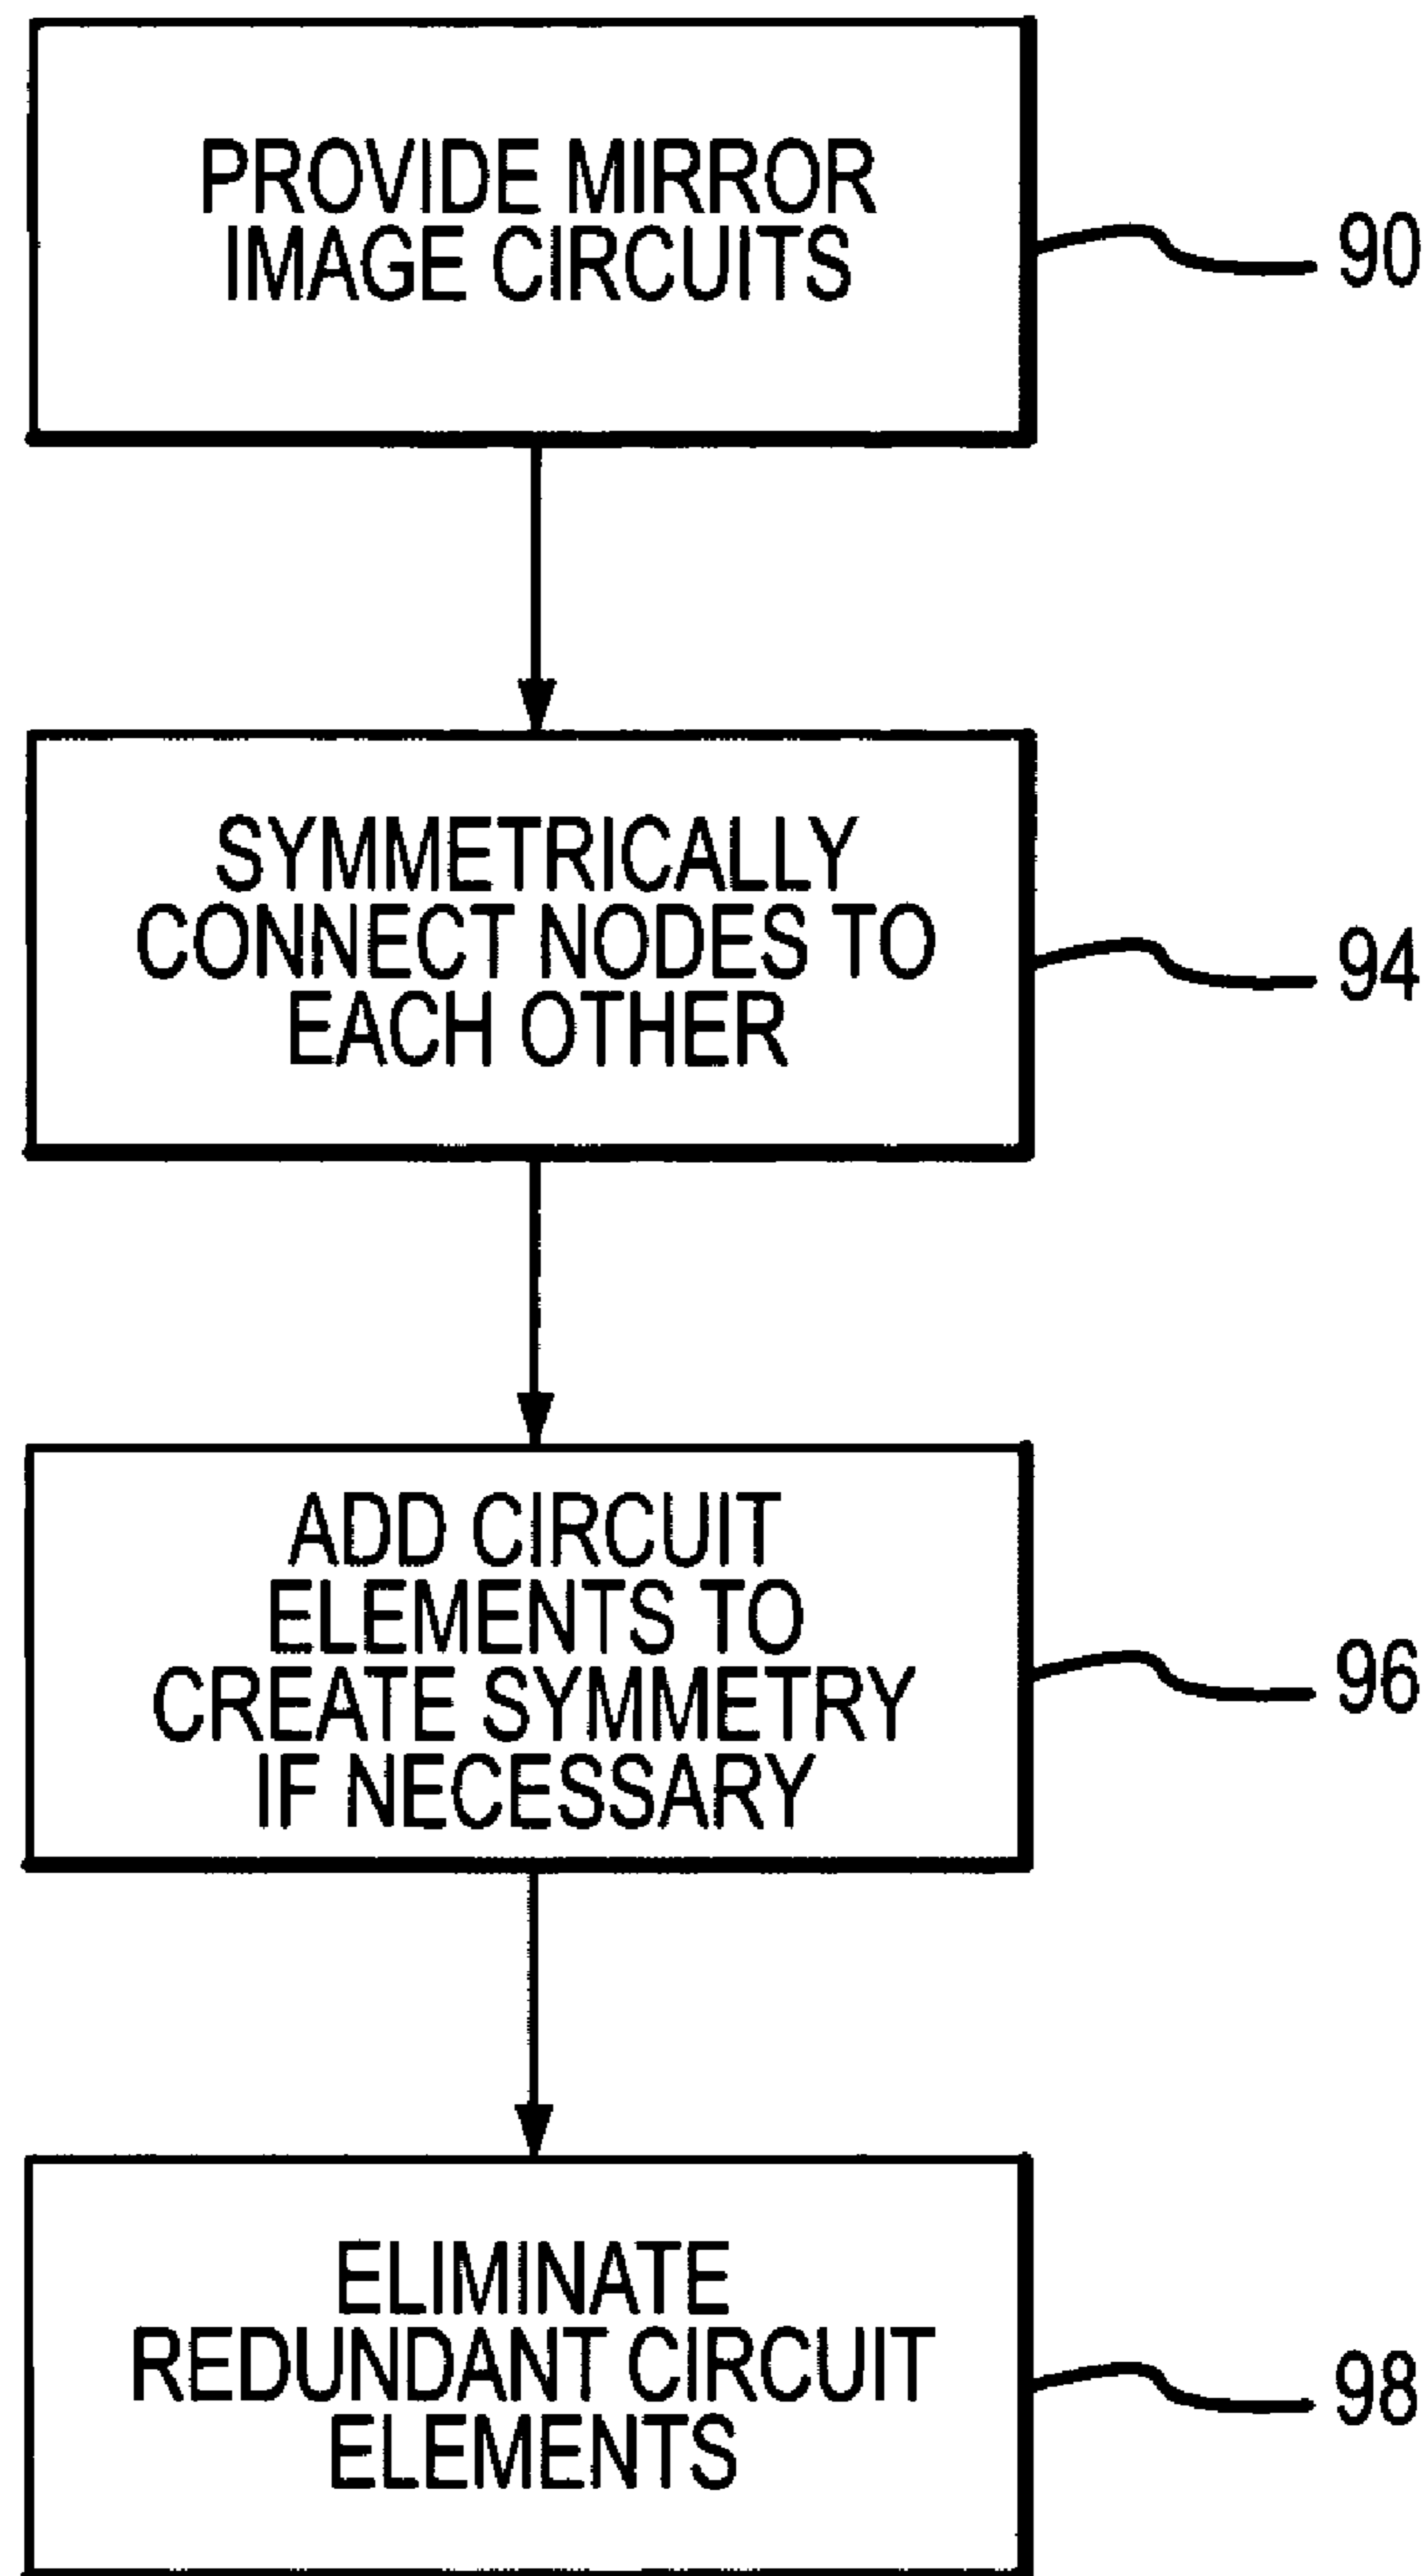 PROVIDE MIRROR
IMAGE CIRCUITS
90
SYMMETRICALLY
CONNECT NODES TO
EACH OTHER
94
ADD CIRCUIT
ELEMENTS TO
CREATE SYMMETRY
IF NECESSARY
96
ELIMINATE
REDUNDANT CIRCUIT
ELEMENTS
98